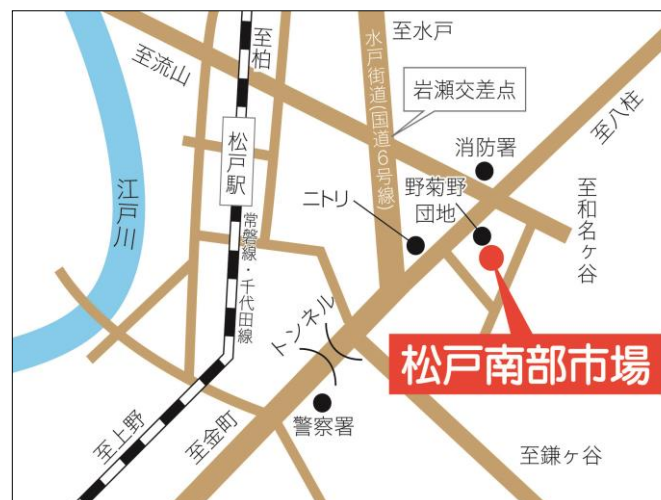 至流山
至柏
水戸街道(国道6号線)
至水戸
岩瀬交差点
至八柱
消防署
松戸駅
野菊野
団地
至和名ヶ谷
ニトリ
江戸川
常磐線・千代田線
トンネル
松戸南部市場
警察署
至上野
至金町
至鎌ヶ谷